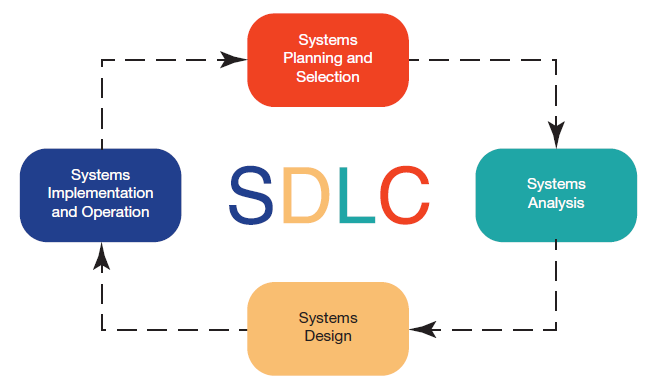 Systems
Planning and
Selection
Systems
Implementation
and Operation
SDLC
Systems
Analysis
Systems
Design